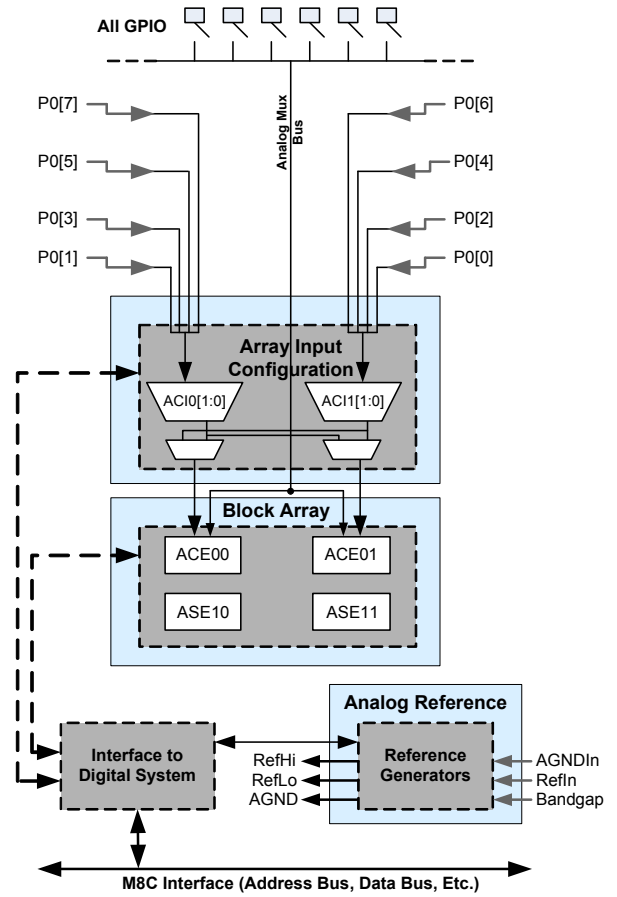 All GPIO
Analog Mux
Bus
P0[7]
P0[6]
P0[5]
P0[4]
P0[3]
P0[2]
P0[1]
P0[0]
Array Input
Configuration
ACI0[1:0]
ACI1[1:0]
Block Array
ACE00
ACE01
ASE10
ASE11
Analog Reference
Interface to
Digital System
RefHi
RefLo
AGND
Reference
Generators
AGNDIn
RefIn
Bandgap
M8C Interface (Address Bus, Data Bus, Etc.)